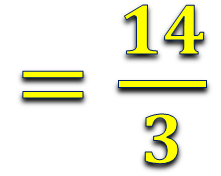 = 14/3